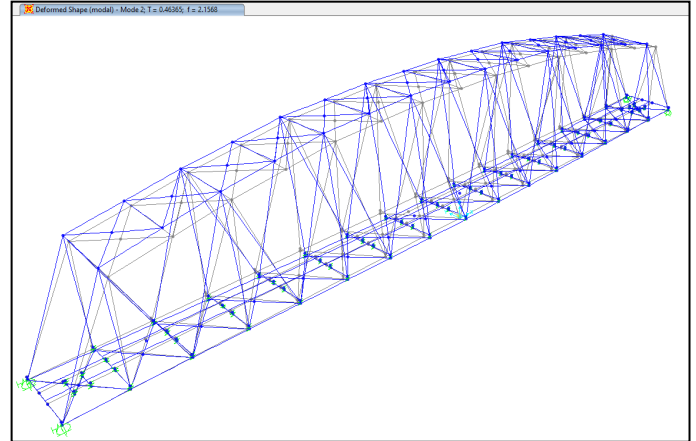 Deformed Shape (modal) - Mode 2; T = 0.46365; f = 2.1568